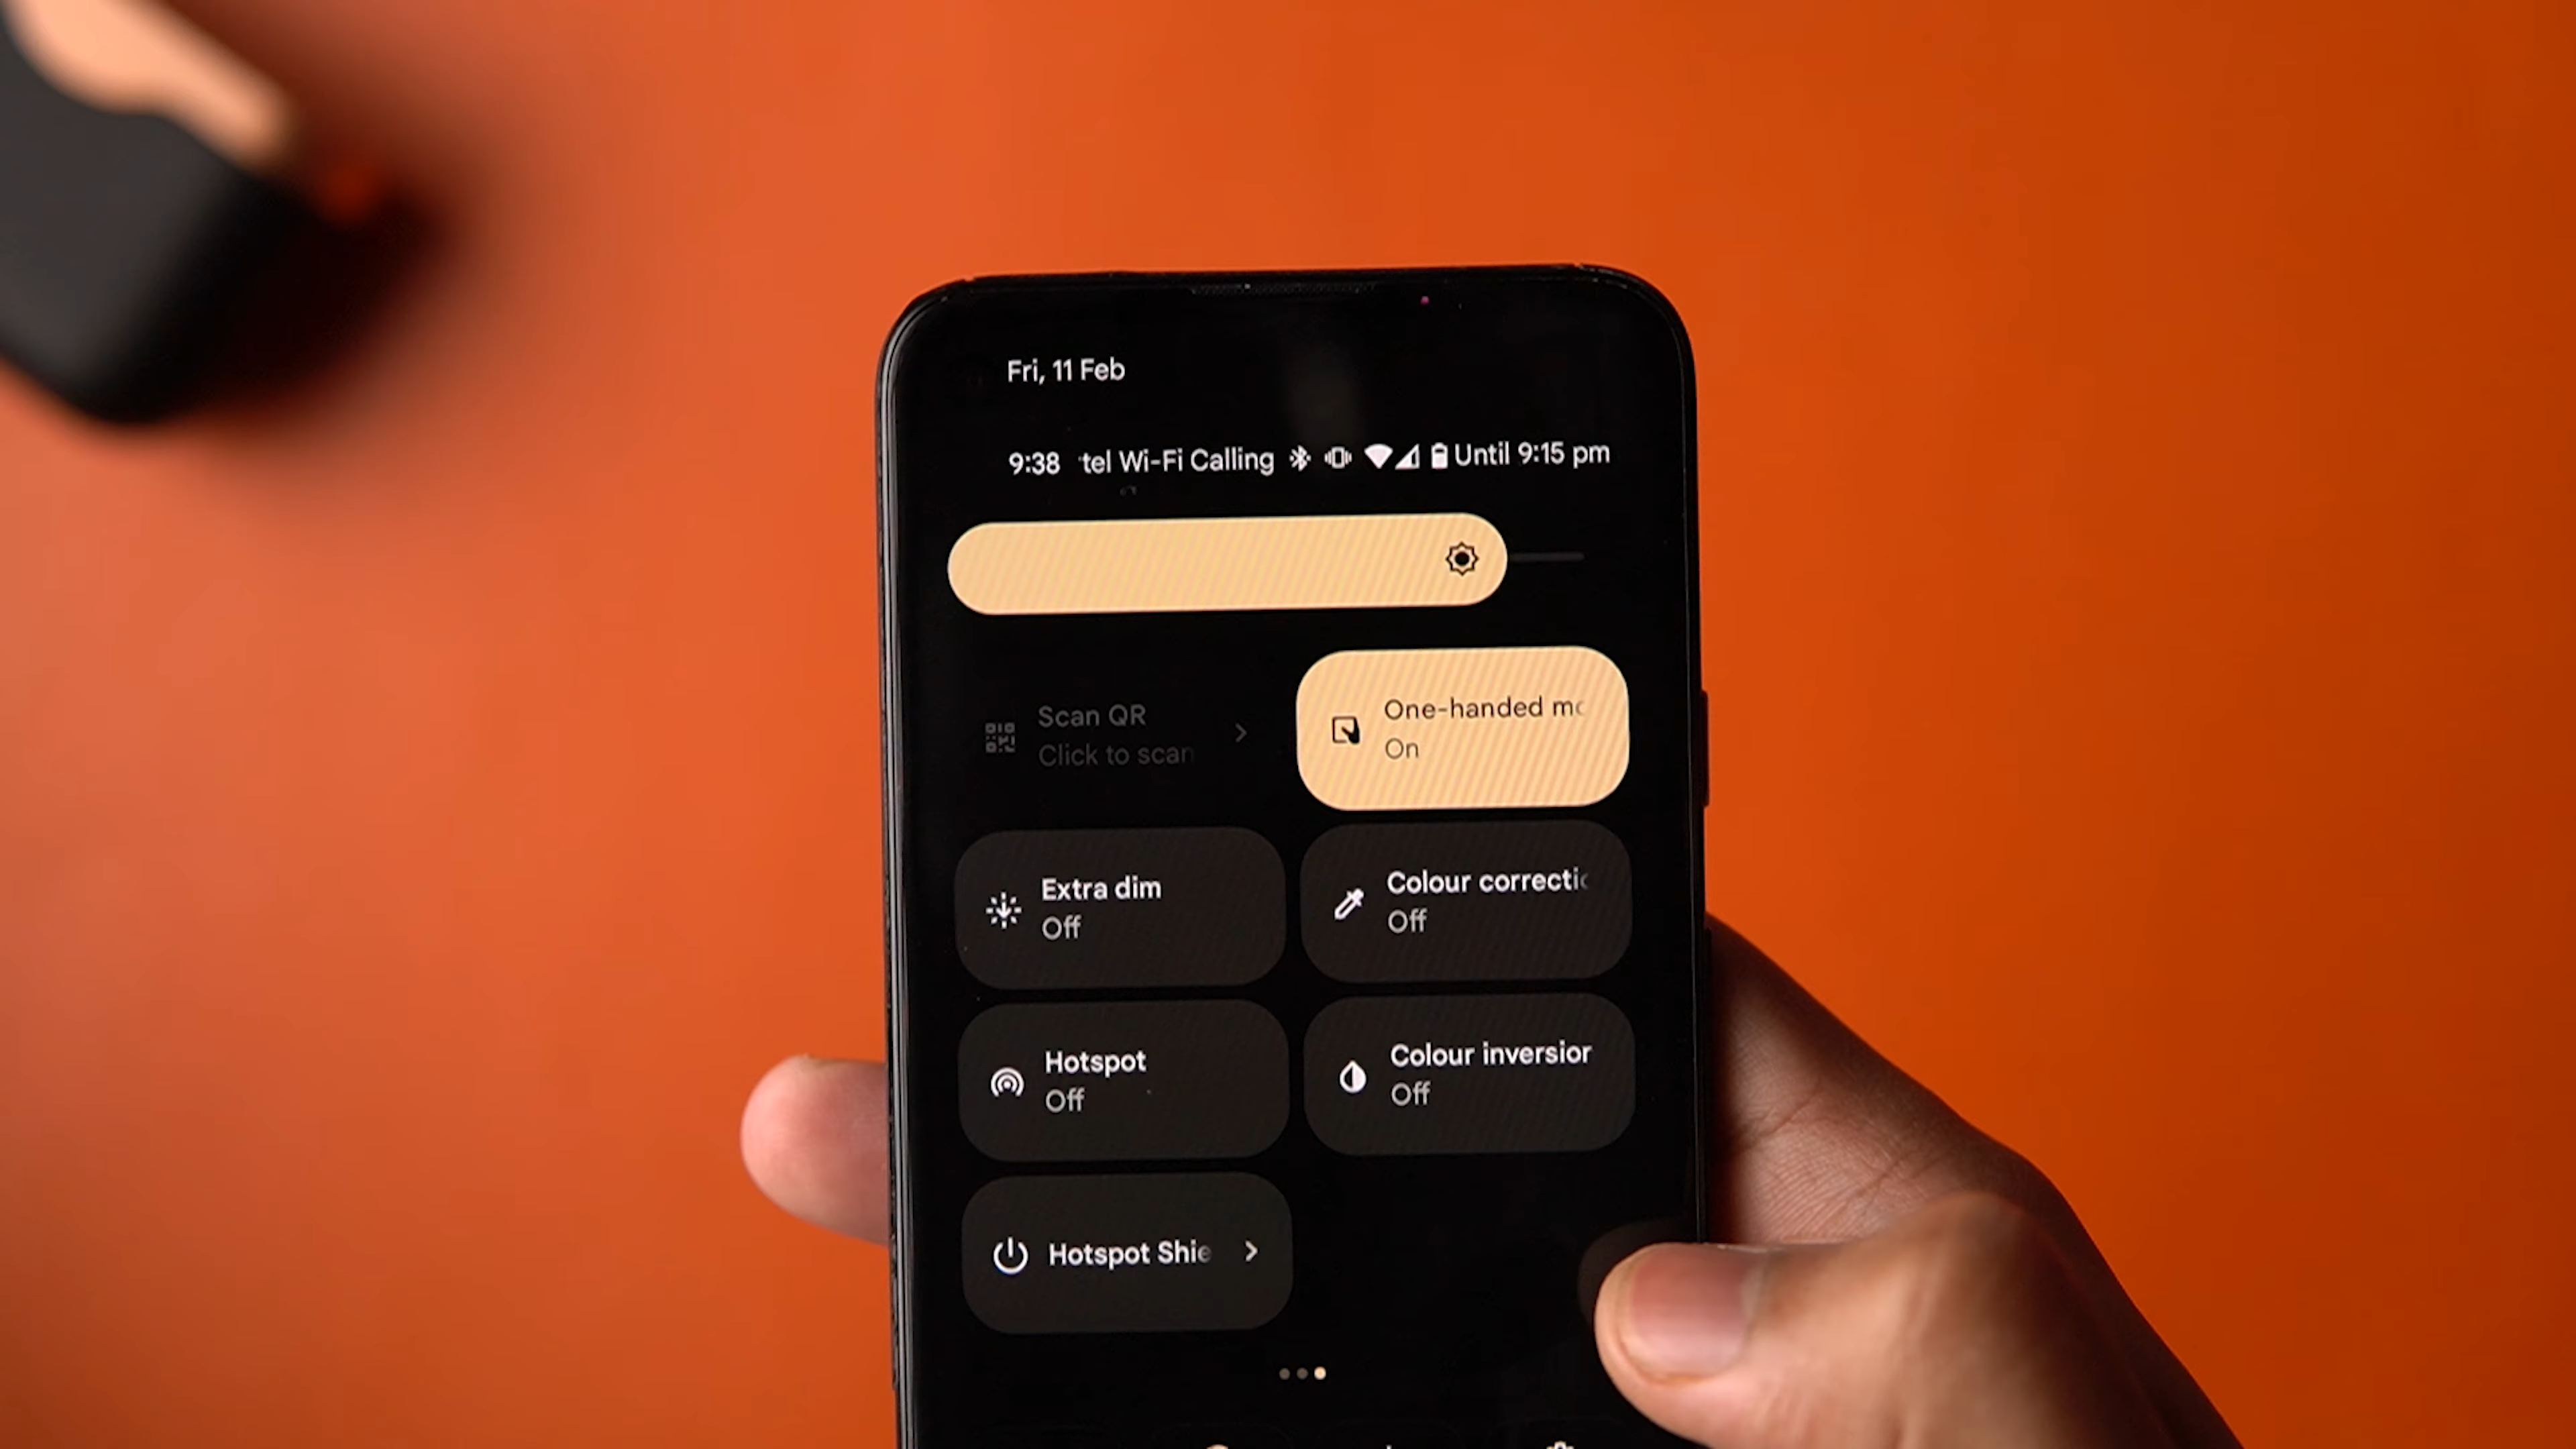 Fri, 11 Feb
9:38 tel Wi-Fi Calling Until 9:15 pm
Scan QR
Click to scan
One-handed mo
On
Extra dim
Off
Colour correctic
Off
Hotspot
Off
Colour inversior
Off
Hotspot Shie